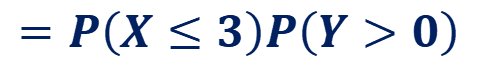 = P(X ≤ 3)P(Y > 0)